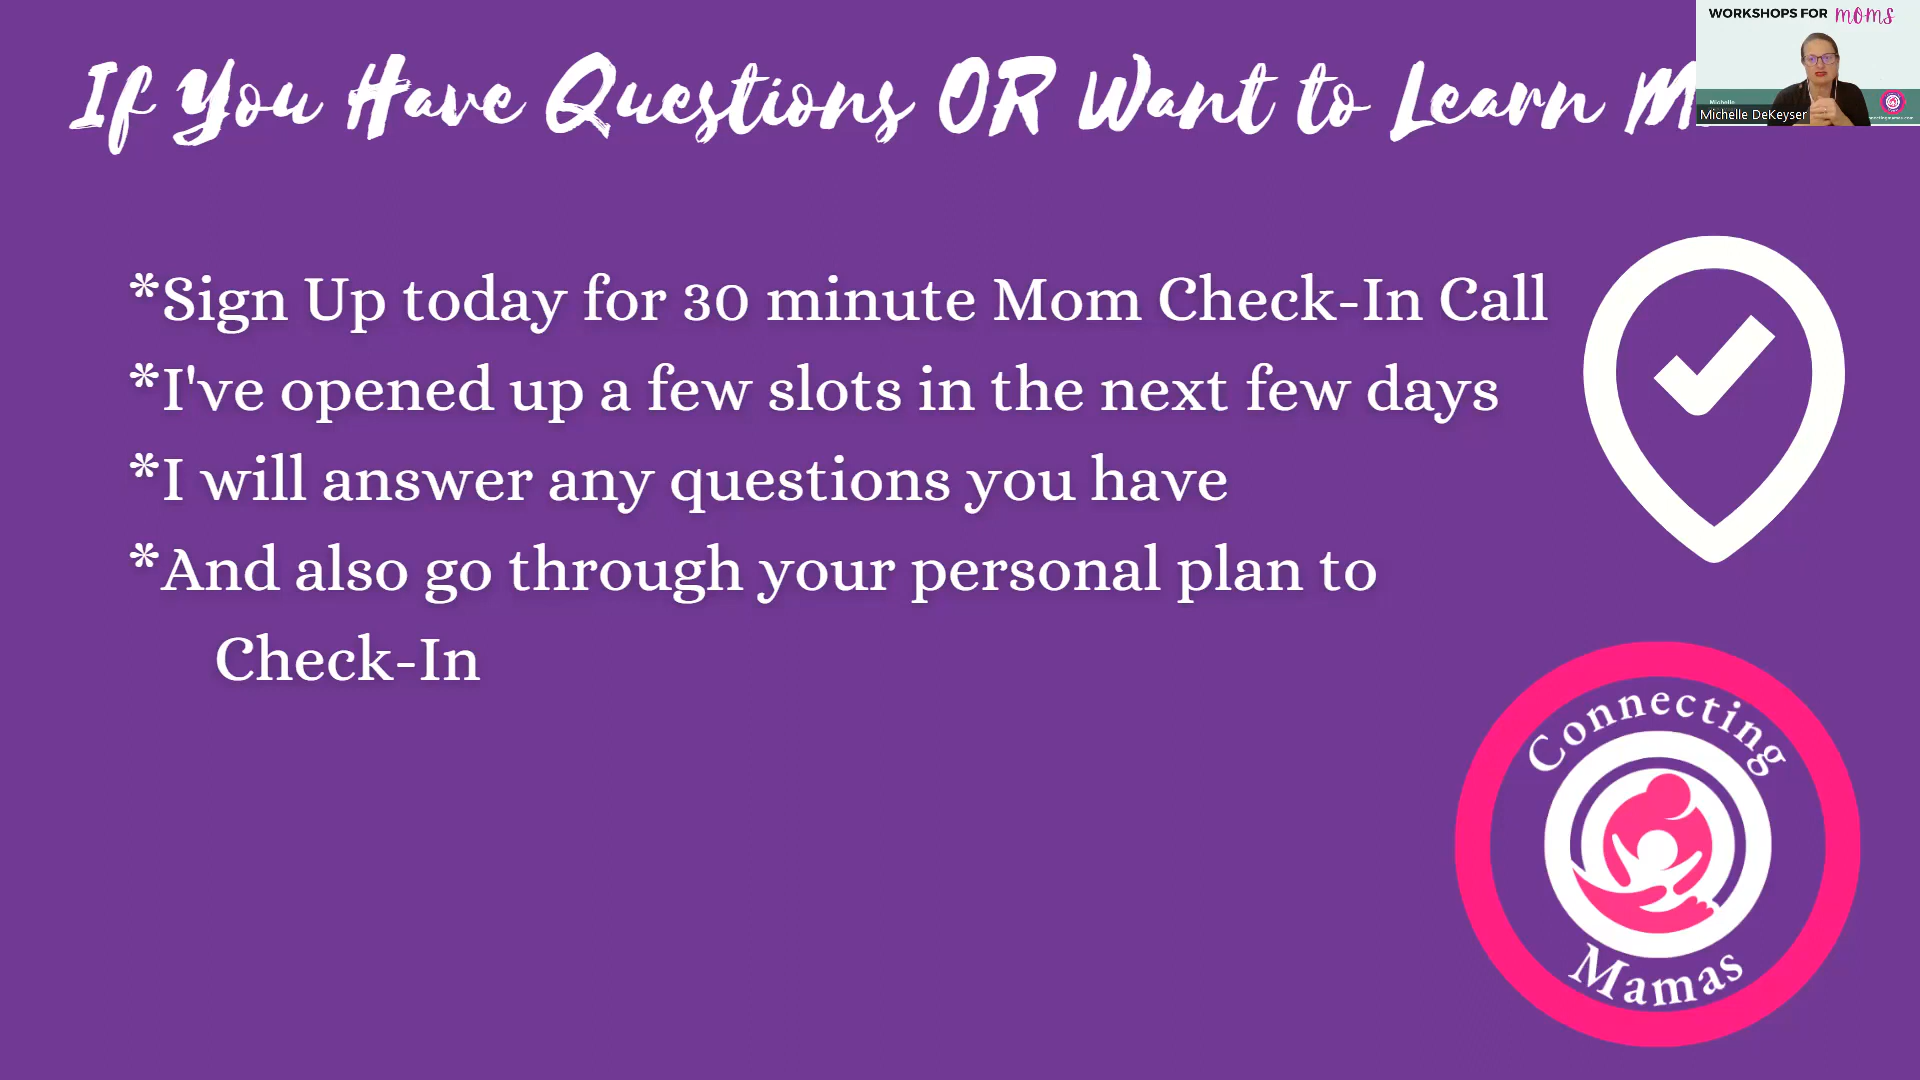 If You Have Questions OR Want to Learn
*Sign Up today for 30 minute Mom Check-In Call
*I've opened up a few slots in the next few days
*I will answer any questions you have
*And also go through your personal plan to
Check-In
WORKSHOPS FOR moms
Michelle
Michelle DeKeyser
Connecting
Mamas